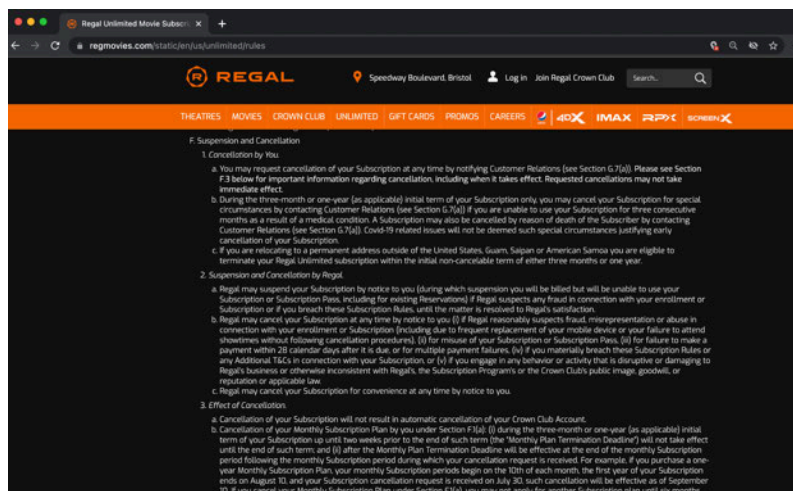 Regal Unlimited Movie Subscri
regmovies.com/static/en/us/unlimited/rules
REGAL
Speedway Boulevard, Bristol
Log in
Join Regal Crown Club
Search...
THEATRES MOVIES CROWN CLUB UNLIMITED GIFT CARDS PROMOS CAREERS 4DX IMAX RPX SCREENX
F. Suspension and Cancellation
1. Cancellation by You.
a. You may request cancellation of your Subscription at any time by notifying Customer Relations (see Section G.7(a)). Please see Section
F.3 below for important information regarding cancellation, including when it takes effect. Requested cancellations may not take
immediate effect.
b. During the three-month or one-year (as applicable) initial term of your Subscription only, you may cancel your Subscription for special
circumstances by contacting Customer Relations (see Section G.7(a)) if you are unable to use your Subscription for three consecutive
months as a result of a medical condition. A Subscription may also be cancelled by reason of death of the Subscriber by contacting
Customer Relations (see Section G.7(a)). Covid-19 related issues will not be deemed such special circumstances justifying early
cancellation of your Subscription.
c. If you are relocating to a permanent address outside of the United States, Guam, Saipan or American Samoa you are eligible to
terminate your Regal Unlimited subscription within the initial non-cancelable term of either three months or one year.
2. Suspension and Cancellation by Regal.
a. Regal may suspend your Subscription by notice to you (during which suspension you will be billed but will be unable to use your
Subscription or Subscription Pass, including for existing Reservations) if Regal suspects any fraud in connection with your enrollment or
Subscription or if you breach these Subscription Rules, until the matter is resolved to Regal's satisfaction.
b. Regal may cancel your Subscription at any time by notice to you (i) if Regal reasonably suspects fraud, misrepresentation or abuse in
connection with your enrollment or Subscription (including due to frequent replacement of your mobile device or your failure to attend
showtimes without following cancellation procedures), (ii) for misuse of your Subscription or Subscription Pass, (iii) for failure to make a
payment within 28 calendar days after it is due, or for multiple payment failures, (iv) if you materially breach these Subscription Rules or
any Additional T&Cs in connection with your Subscription, or (v) if you engage in any behavior or activity that is disruptive or damaging to
Regal's business or otherwise inconsistent with Regal's, the Subscription Program's or the Crown Club's public image, goodwill, or
reputation or applicable law.
c. Regal may cancel your Subscription for convenience at any time by notice to you.
3. Effect of Cancellation.
a. Cancellation of your Subscription will not result in automatic cancellation of your Crown Club Account.
b. Cancellation of your Monthly Subscription Plan by you under Section F.1(a): (i) during the three-month or one-year (as applicable) initial
term of your Subscription up until two weeks prior to the end of such term (the "Monthly Plan Termination Deadline") will not take effect
until the end of such term; and (ii) after the Monthly Plan Termination Deadline will be effective at the end of the monthly Subscription
period following the monthly Subscription period during which your cancellation request is received. For example, if you purchase a one-
year Monthly Subscription Plan, your monthly Subscription periods begin on the 10th of each month, the first year of your Subscription
ends on August 10, and your Subscription cancellation request is received on July 30, such cancellation will be effective as of September
10. If you cancel your Monthly Subscription Plan under Section F.1(a), you may not apply for another Subscription plan until six months